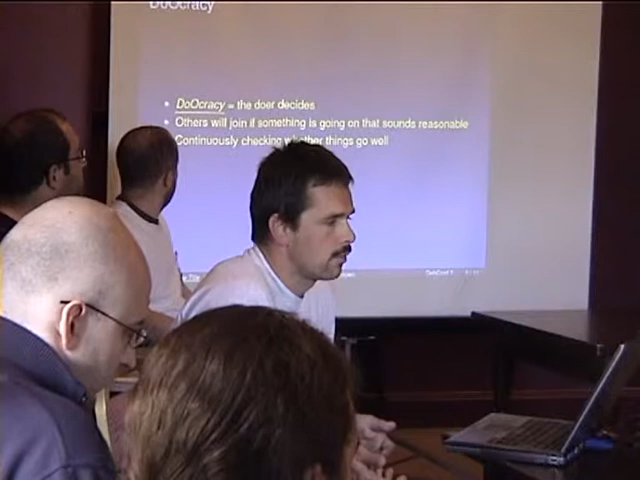 DoOcracy
• DoOcracy = the doer decides
• Others will join if something is going on that sounds reasonable
Continuously checking whether things go well